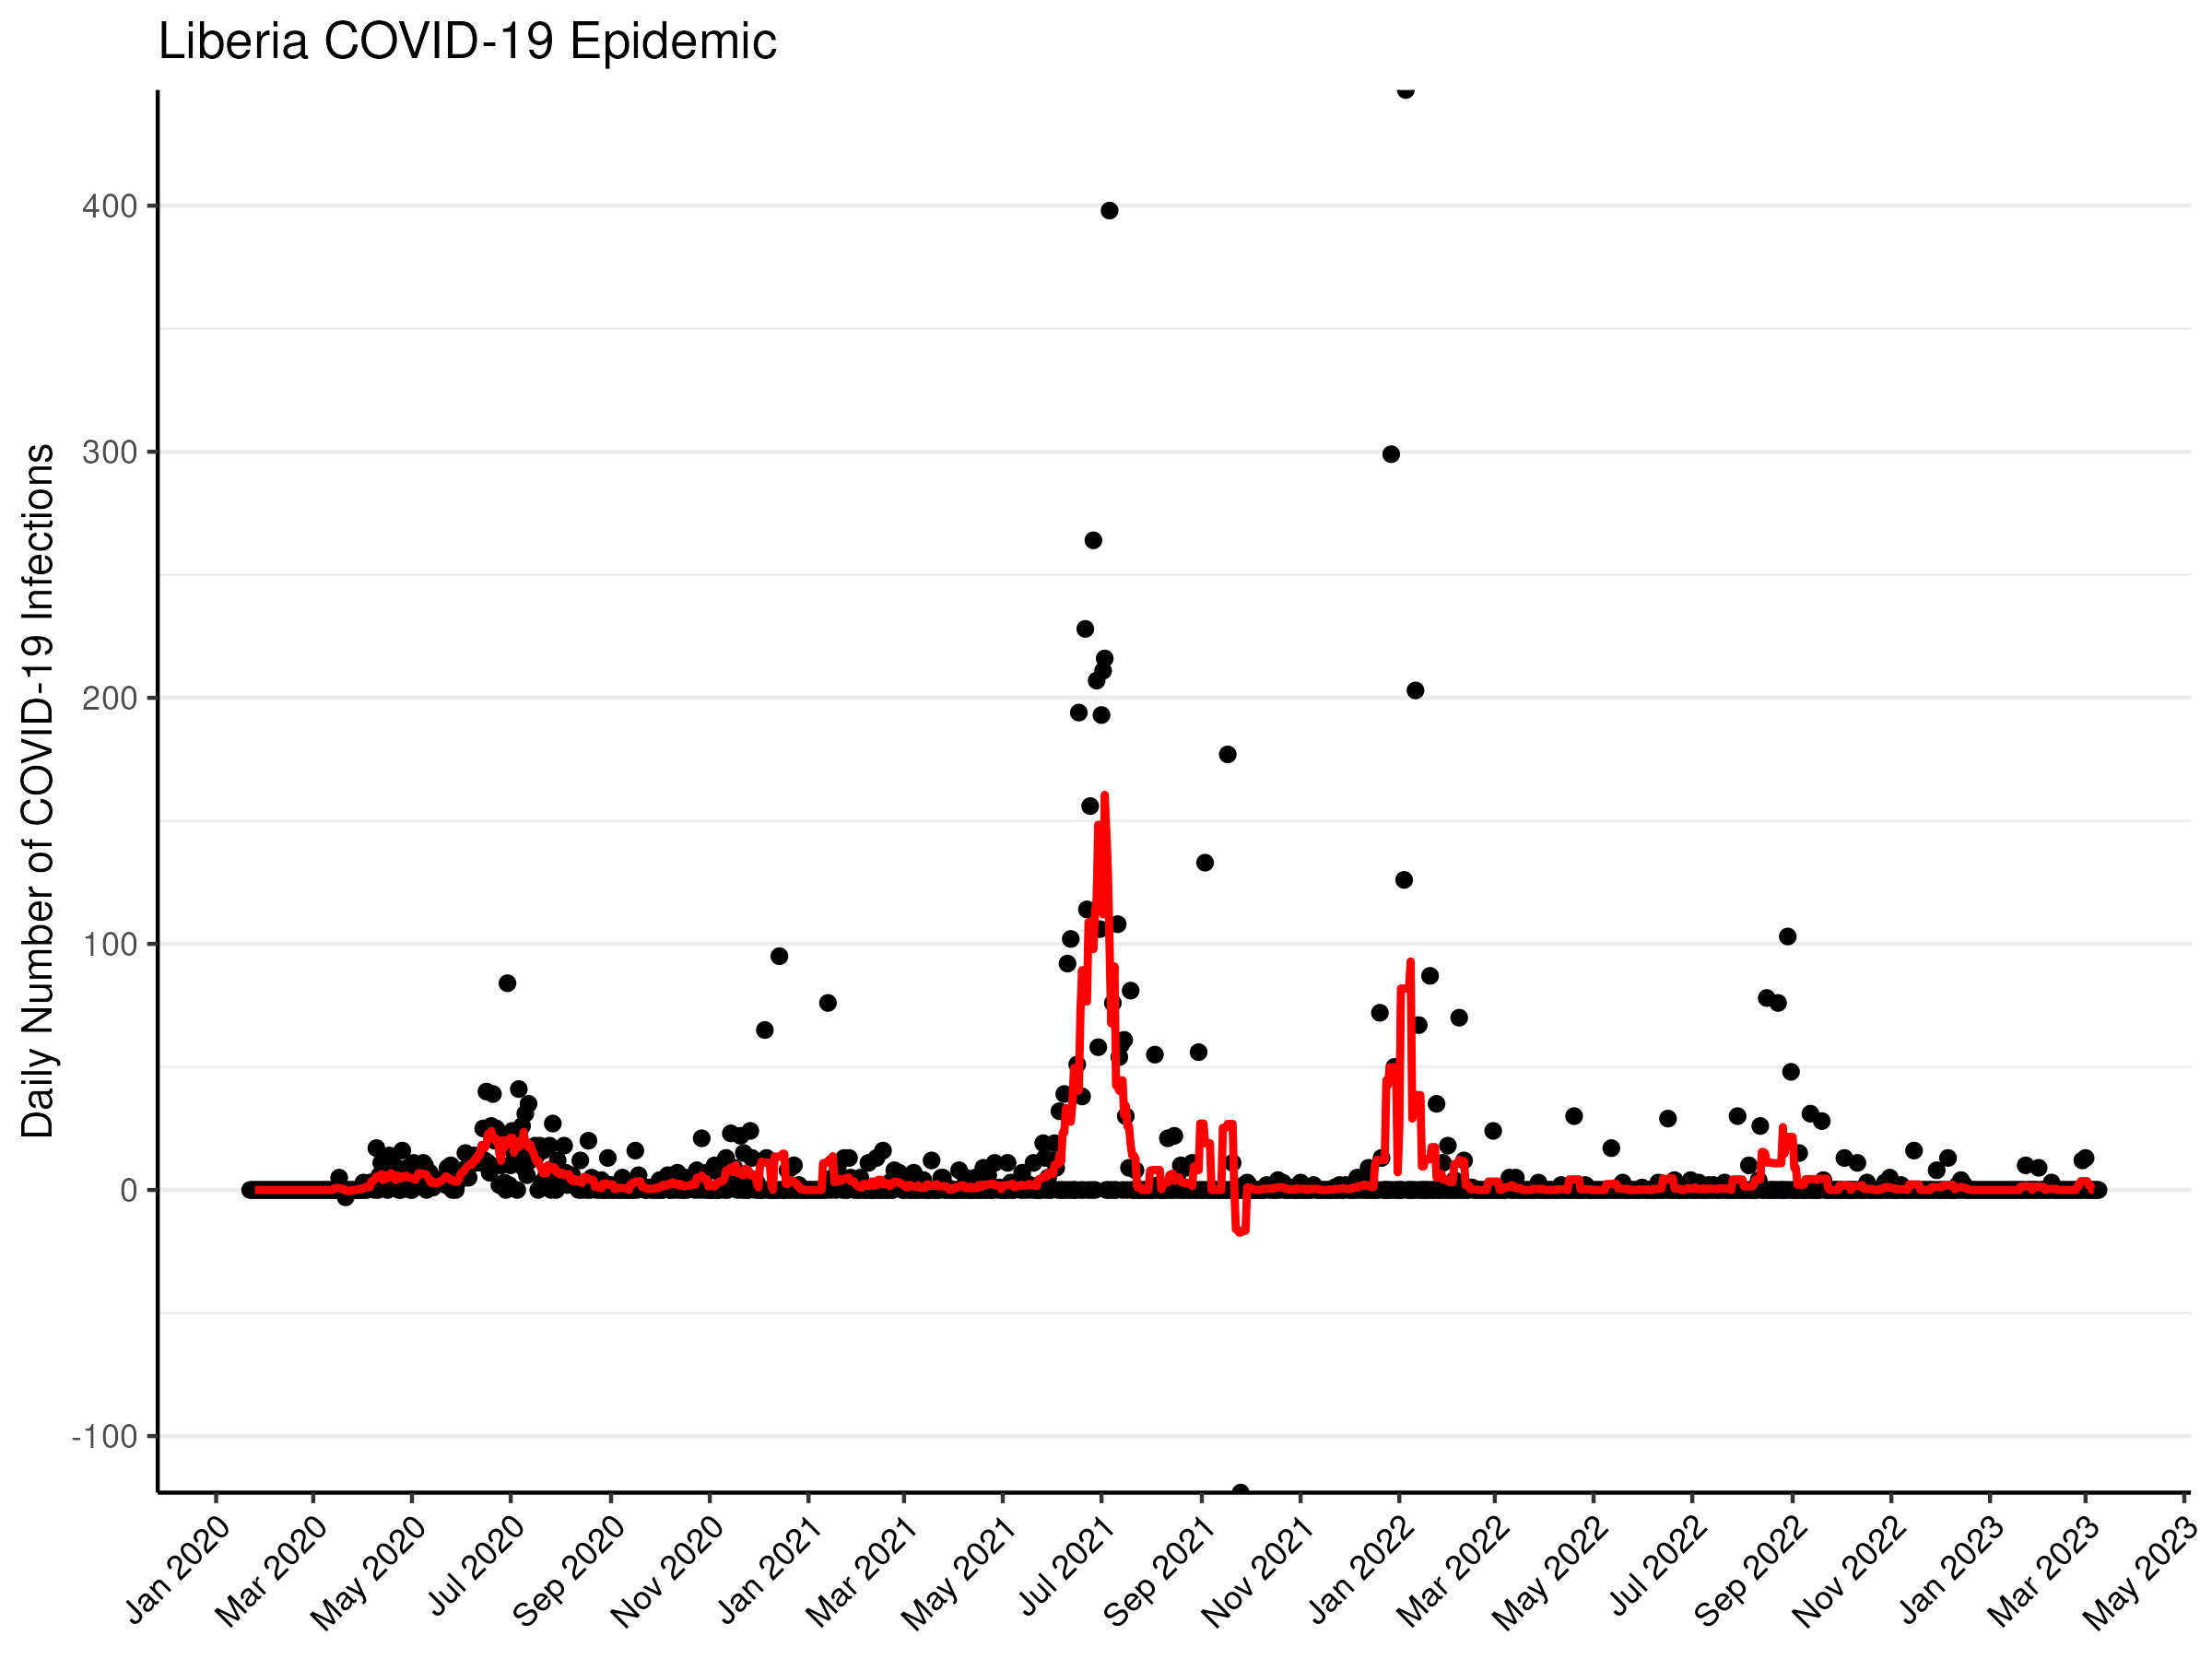 Liberia COVID-19 Epidemic
Daily Number of COVID-19 Infections
400
300
200
100
0
-100
Jan 2020
Mar 2020
May 2020
Jul 2020
Sep 2020
Nov 2020
Jan 2021
Mar 2021
May 2021
Jul 2021
Sep 2021
Nov 2021
Jan 2022
Mar 2022
May 2022
Jul 2022
Sep 2022
Nov 2022
Jan 2023
Mar 2023
May 2023